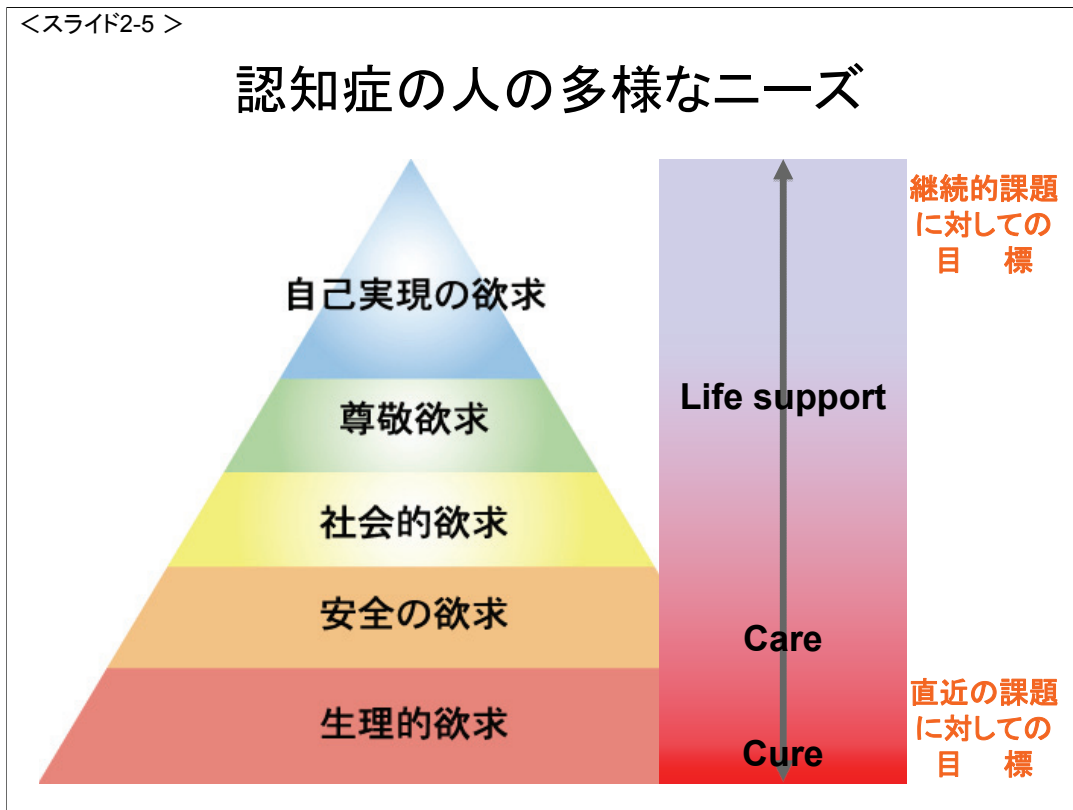 ＜スライド2-5 ＞
認知症の人の多様なニーズ
自己実現の欲求
尊敬欲求
社会的欲求
安全の欲求
生理的欲求
Life support
Care
Cure
継続的課題
に対しての
目　標
直近の課題
に対しての
目　標